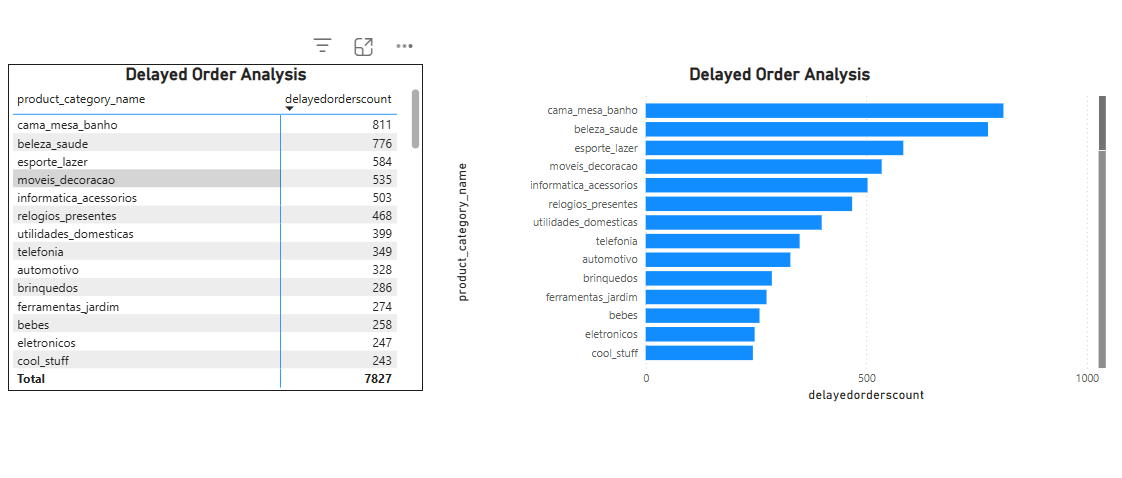 Delayed Order Analysis
product_category_name delayedorderscount
cama_mesa_banho 811
beleza_saude 776
esporte_lazer 584
moveis_decoracao 535
informatica_acessorios 503
relogios_presentes 468
utilidades_domesticas 399
telefonia 349
automotivo 328
brinquedos 286
ferramentas_jardim 274
bebes 258
eletronicos 247
cool_stuff 243
Total 7827
Delayed Order Analysis
product_category_name
cama_mesa_banho
beleza_saude
esporte_lazer
moveis_decoracao
informatica_acessorios
relogios_presentes
utilidades_domesticas
telefonia
automotivo
brinquedos
ferramentas_jardim
bebes
eletronicos
cool_stuff
0 500 1000
delayedorderscount